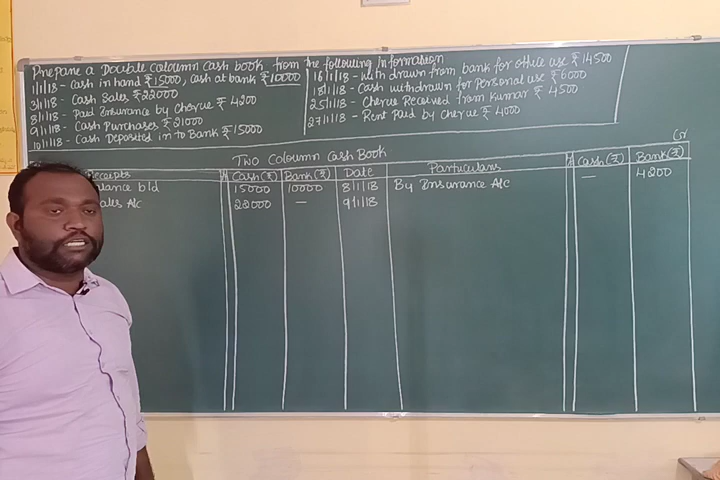 Prepare a Double Coloumn Cash book from the following information
1/1/18 - Cash in hand ₹15000, cash at bank ₹10000
3/1/18 - Cash Sales ₹22000
8/1/18 - Paid Insurance by Cheque ₹ 4200
9/1/18 - Cash Purchases ₹21000
10/1/18 - Cash Deposited in to Bank ₹15000
16/1/18 - with drawn from bank for office use ₹14500
18/1/18 - Cash withdrawn for Personal use ₹6000
25/1/18 - Cheque Received from Kumar ₹ 4500
27/1/18 - Rent Paid by cheque ₹ 4000
Two Coloumn Cash Book
Cr
Receipts Cash(₹) Bank(₹) Date Particulars Cash(₹) Bank(₹)
lance b/d 15000 10000 8/1/18 By Insurance A/c — 4200
ales A/c 22000 — 9/1/18